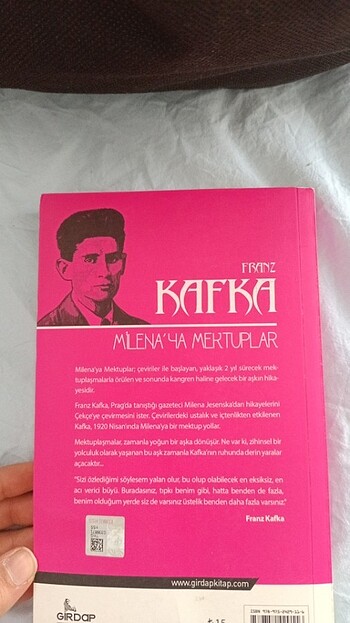 FRANZ
KAFKA
MİLENA'YA MEKTUPLAR
Milena'ya Mektuplar; çeviriler ile başlayan, yaklaşık 2 yıl sürecek mek-
tuplaşmalarla örülen ve sonunda kangren haline gelecek bir aşkın hika-
yesidir.
Franz Kafka, Prag'da tanıştığı gazeteci Milena Jesenska'dan hikayelerini
Çekçe'ye çevirmesini ister. Çevirilerdeki ustalık ve içtenlikten etkilenen
Kafka, 1920 Nisan'ında Milena'ya bir mektup yollar.
Mektuplaşmalar, zamanla yoğun bir aşka dönüşür. Ne var ki, zihinsel bir
yolculuk olarak yaşanan bu aşk zamanla Kafka'nın ruhunda derin yaralar
açacaktır...
"Sizi özlediğimi söylesem yalan olur, bu olup olabilecek en eksiksiz, en
acı verici büyü. Buradasınız, tıpkı benim gibi, hatta benden de fazla,
benim olduğum yerde siz de varsınız üstelik benden daha fazla varsınız."
Franz Kafka
www.girdapkitap.com
GİRDAP
₺ 15